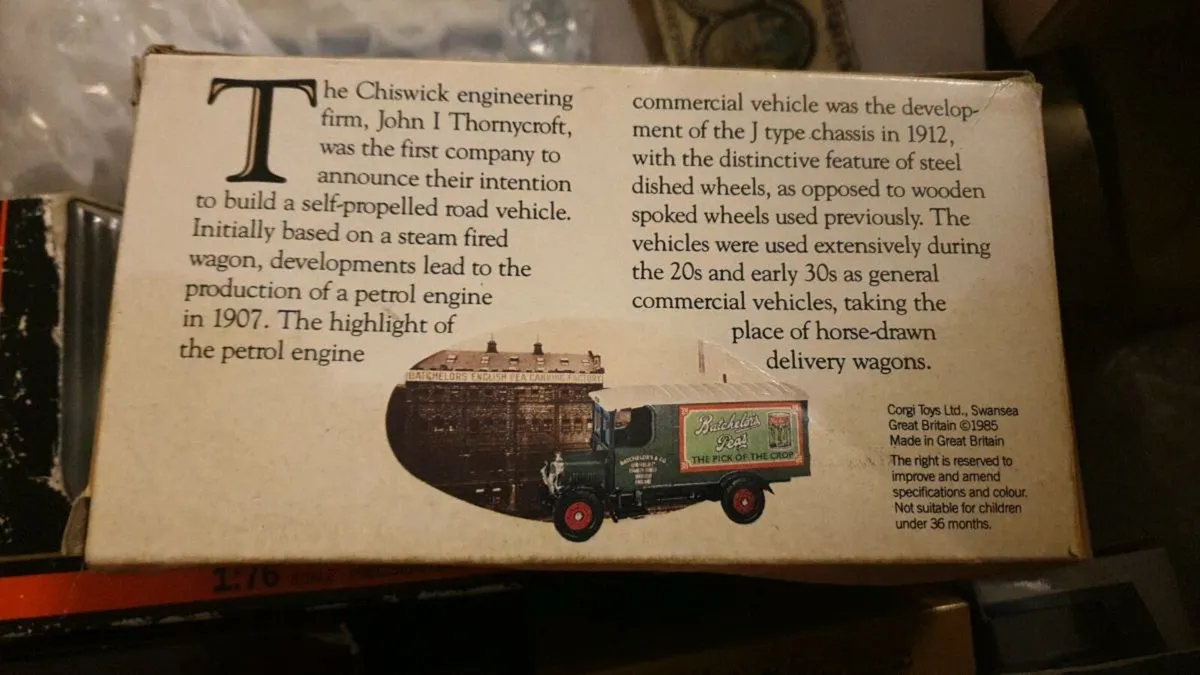 The Chiswick engineering
firm, John I Thornycroft,
was the first company to
announce their intention
to build a self-propelled road vehicle.
Initially based on a steam fired
wagon, developments lead to the
production of a petrol engine
in 1907. The highlight of
the petrol engine
commercial vehicle was the develop-
ment of the J type chassis in 1912,
with the distinctive feature of steel
dished wheels, as opposed to wooden
spoked wheels used previously. The
vehicles were used extensively during
the 20s and early 30s as general
commercial vehicles, taking the
place of horse-drawn
delivery wagons.
BATCHELORS ENGLISH PEA CANNING FACTORY
Batchelor's
Peas
THE PICK OF THE CROP
BATCHELOR'S & CO.
Corgi Toys Ltd., Swansea
Great Britain ©1985
Made in Great Britain
The right is reserved to
improve and amend
specifications and colour.
Not suitable for children
under 36 months.
1:76